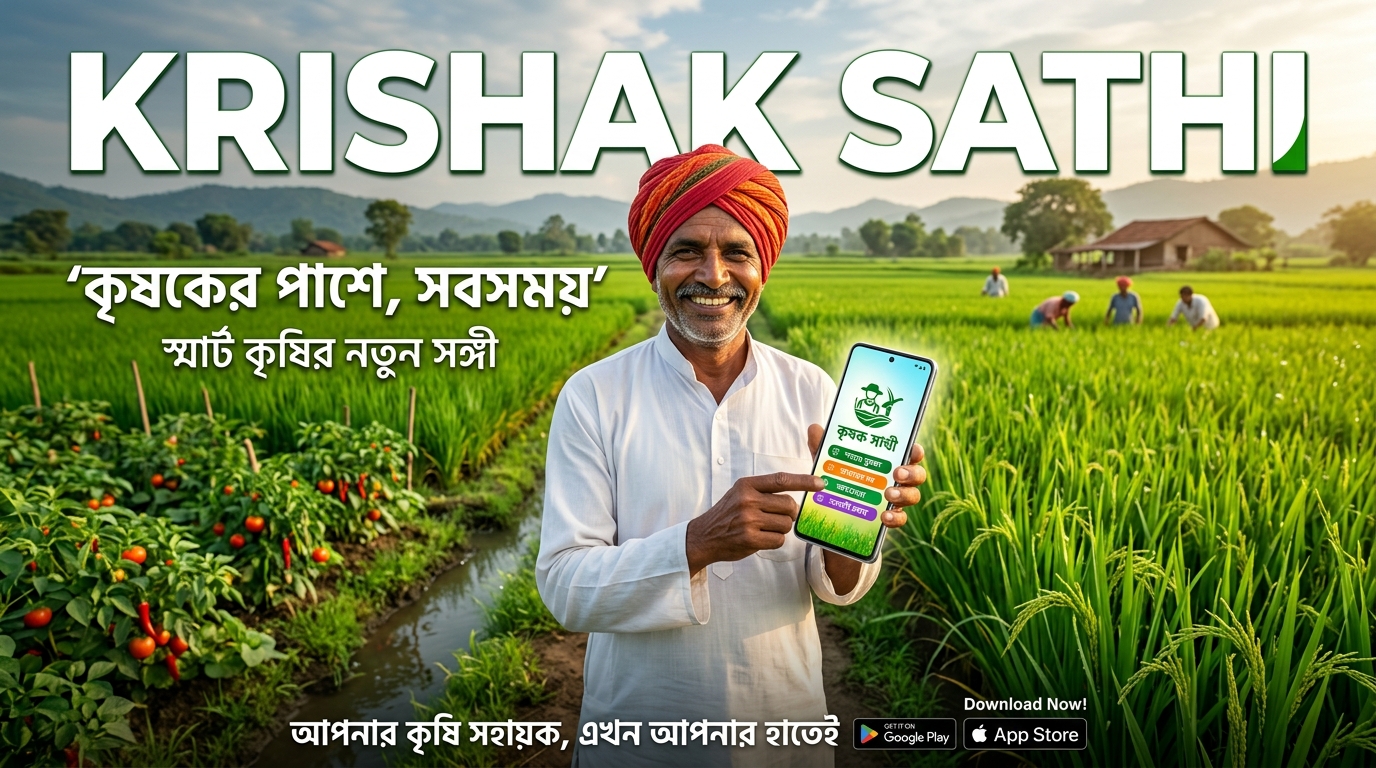 KRISHAK SATHI
‘কৃষকের পাশে, সবসময়’
স্মার্ট কৃষির নতুন সঙ্গী
কৃষক সাথী
আপনার কৃষি সহায়ক, এখন আপনার হাতেই
Download Now!
GET IT ON
Google Play
App Store